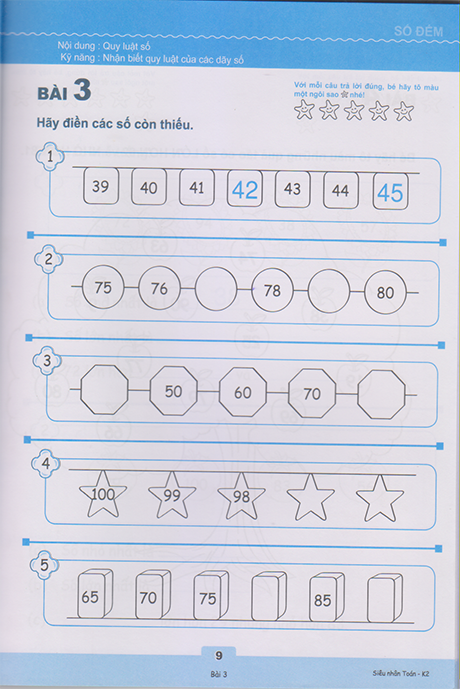 SỐ ĐẾM
Nội dung : Quy luật số
Kỹ năng : Nhận biết quy luật của các dãy số
BÀI 3
Với mỗi câu trả lời đúng, bé hãy tô màu
một ngôi sao nhé!
Hãy điền các số còn thiếu.
1
39 40 41 42 43 44 45
2
75 76 78 80
3
50 60 70
4
100 99 98
5
65 70 75 85
9
Bài 3
Siêu nhân Toán - K2